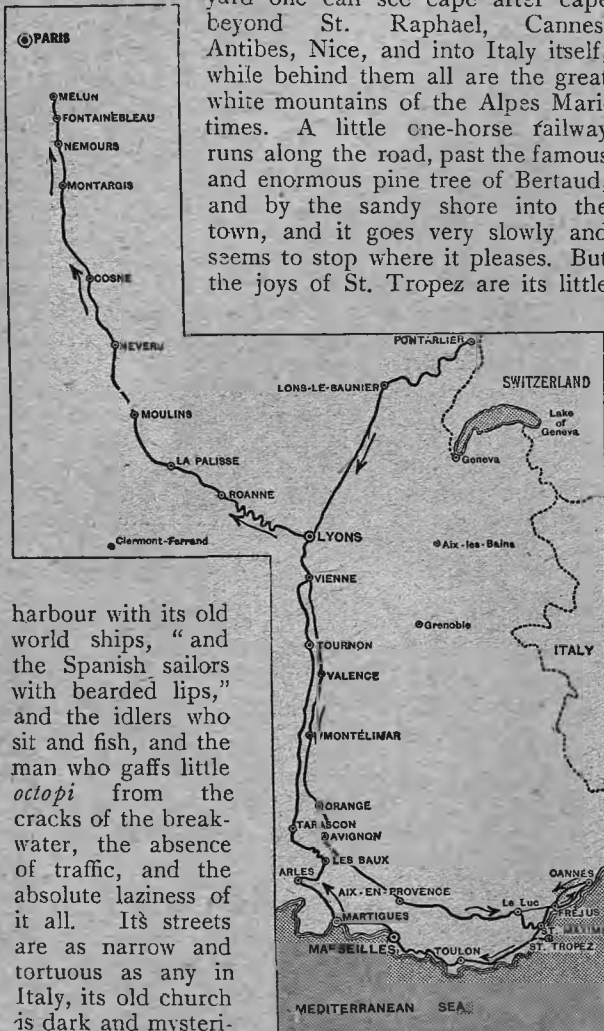 yard one can see cape after cape
beyond St. Raphael, Cannes,
Antibes, Nice, and into Italy itself,
while behind them all are the great
white mountains of the Alpes Mari-
times. A little one-horse railway
runs along the road, past the famous
and enormous pine tree of Bertaud,
and by the sandy shore into the
town, and it goes very slowly and
seems to stop where it pleases. But
the joys of St. Tropez are its little
harbour with its old
world ships, “and
the Spanish sailors
with bearded lips,”
and the idlers who
sit and fish, and the
man who gaffs little
octopi from the
cracks of the break-
water, the absence
of traffic, and the
absolute laziness of
it all. Its streets
are as narrow and
tortuous as any in
Italy, its old church
is dark and mysteri-
PARIS
MELUN
FONTAINEBLEAU
NEMOURS
MONTARGIS
COSNE
NEVERS
MOULINS
LA PALISSE
ROANNE
Clermont-Ferrand
PONTARLIER
LONS-LE-SAUNIER
SWITZERLAND
Lake
of
Geneva
Geneva
LYONS
Aix-les-Bains
VIENNE
Grenoble
TOURNON
ITALY
VALENCE
MONTÉLIMAR
ORANGE
TARASCON
AVIGNON
LES BAUX
ARLES
AIX-EN-PROVENCE
CANNES
Le Luc
FRÉJUS
MARTIGUES
ST. MAXIME
MARSEILLES
TOULON
ST. TROPEZ
MEDITERRANEAN SEA